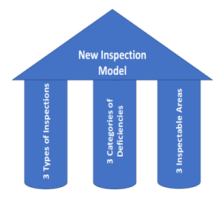 New Inspection
Model
3 Types of Inspections
3 Categories of
Deficiencies
3 Inspectable Areas